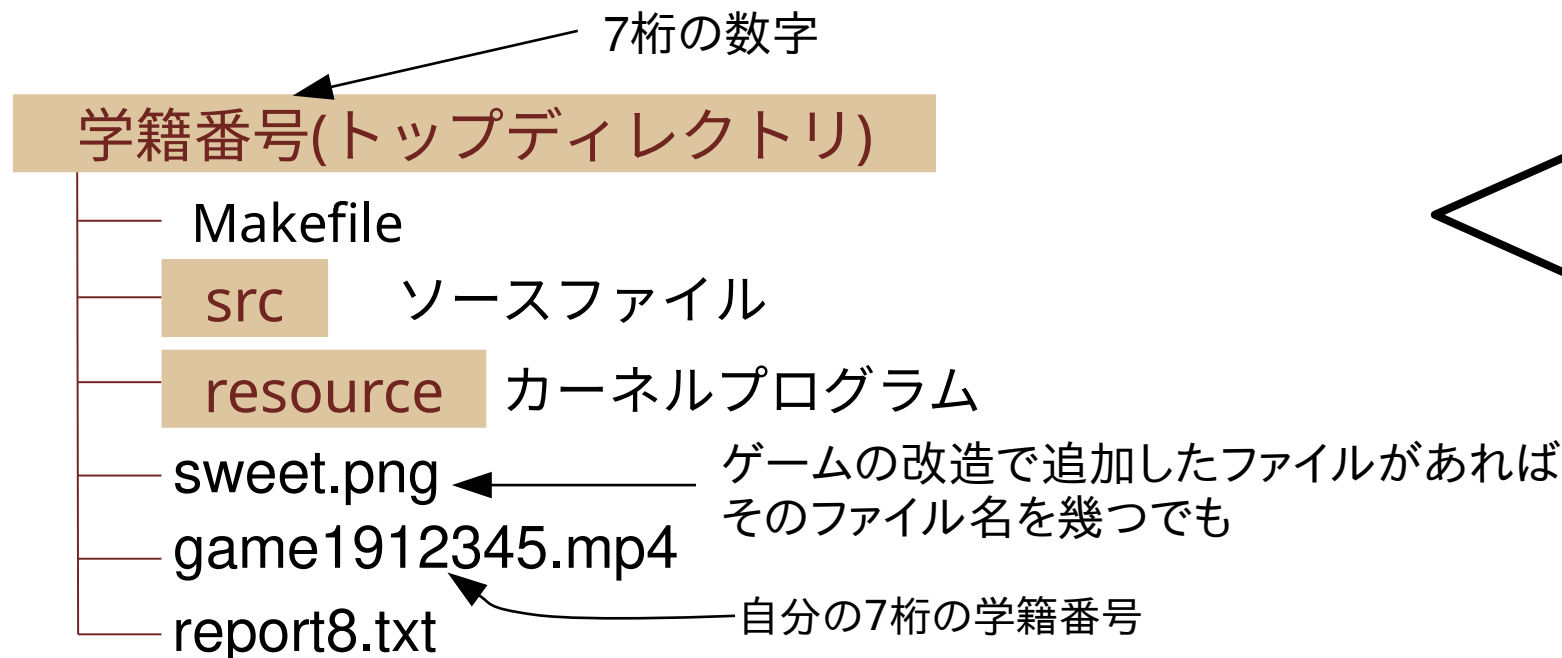 7桁の数字
学籍番号(トップディレクトリ)
Makefile
src
ソースファイル
resource
カーネルプログラム
sweet.png
ゲームの改造で追加したファイルがあれば
そのファイル名を幾つでも
game1912345.mp4
自分の7桁の学籍番号
report8.txt